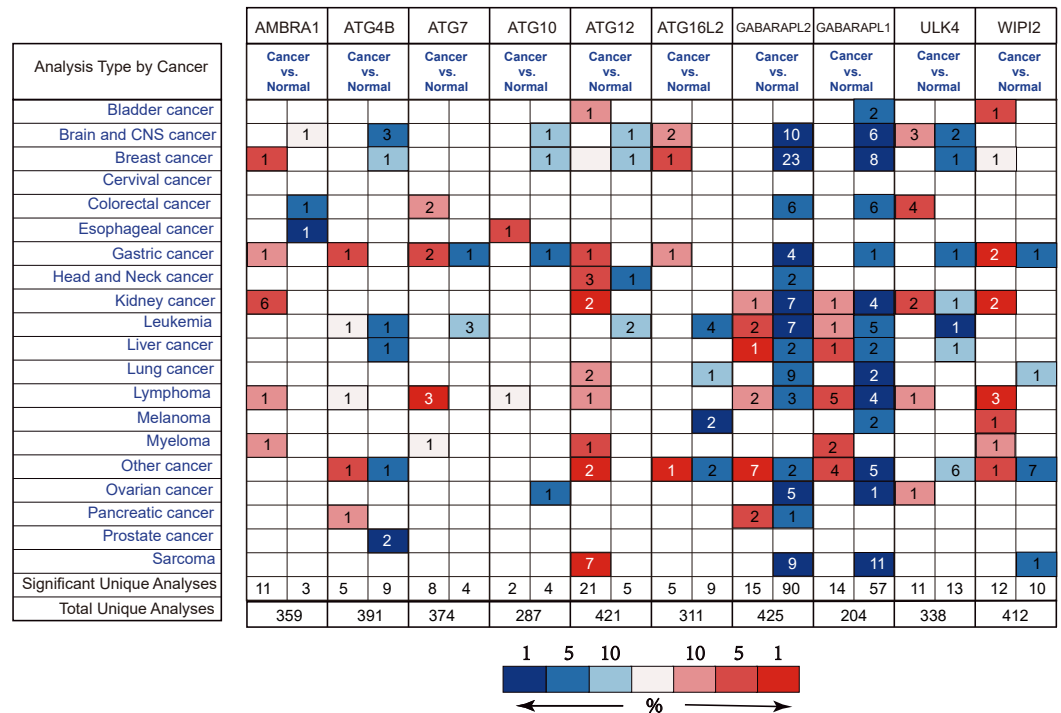 AMBRA1 ATG4B ATG7 ATG10 ATG12 ATG16L2 GABARAPL2 GABARAPL1 ULK4 WIPI2
Analysis Type by Cancer
Cancer Cancer Cancer Cancer Cancer Cancer Cancer Cancer Cancer Cancer
vs. vs. vs. vs. vs. vs. vs. vs. vs. vs.
Normal Normal Normal Normal Normal Normal Normal Normal Normal Normal
Bladder cancer 1 2 1
Brain and CNS cancer 1 3 1 1 2 10 6 3 2
Breast cancer 1 1 1 1 1 23 8 1 1
Cervival cancer
Colorectal cancer 1 2 6 6 4
Esophageal cancer 1 1
Gastric cancer 1 1 2 1 1 1 1 4 1 1 2 1
Head and Neck cancer 3 1 2
Kidney cancer 6 2 1 7 1 4 2 1 2
Leukemia 1 1 3 2 4 2 7 1 5 1
Liver cancer 1 1 2 1 2 1
Lung cancer 2 1 9 2 1
Lymphoma 1 1 3 1 1 2 3 5 4 1 3
Melanoma 2 2 1
Myeloma 1 1 1 2 1
Other cancer 1 1 2 1 2 7 2 4 5 6 1 7
Ovarian cancer 1 5 1 1
Pancreatic cancer 1 2 1
Prostate cancer 2
Sarcoma 7 9 11 1
Significant Unique Analyses 11 3 5 9 8 4 2 4 21 5 5 9 15 90 14 57 11 13 12 10
Total Unique Analyses 359 391 374 287 421 311 425 204 338 412
1 5 10 10 5 1
%